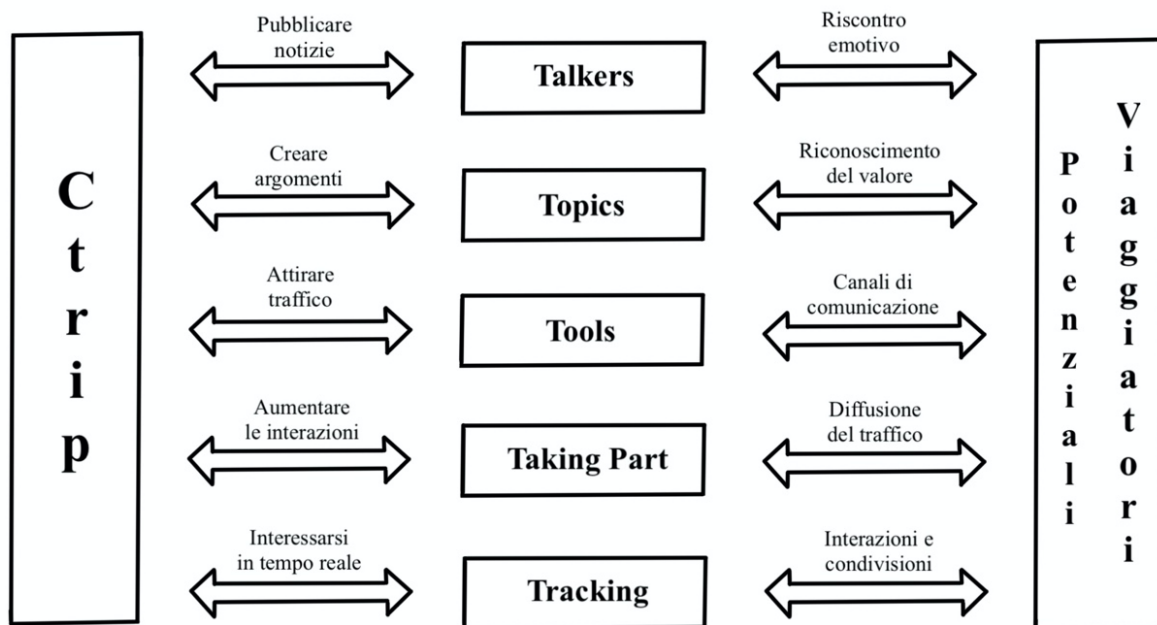 Ctrip
Pubblicare
notizie
Talkers
Riscontro
emotivo
Creare
argomenti
Topics
Riconoscimento
del valore
Attirare
traffico
Tools
Canali di
comunicazione
Aumentare
le interazioni
Taking Part
Diffusione
del traffico
Interessarsi
in tempo reale
Tracking
Interazioni e
condivisioni
Potenziali
Viaggiatori